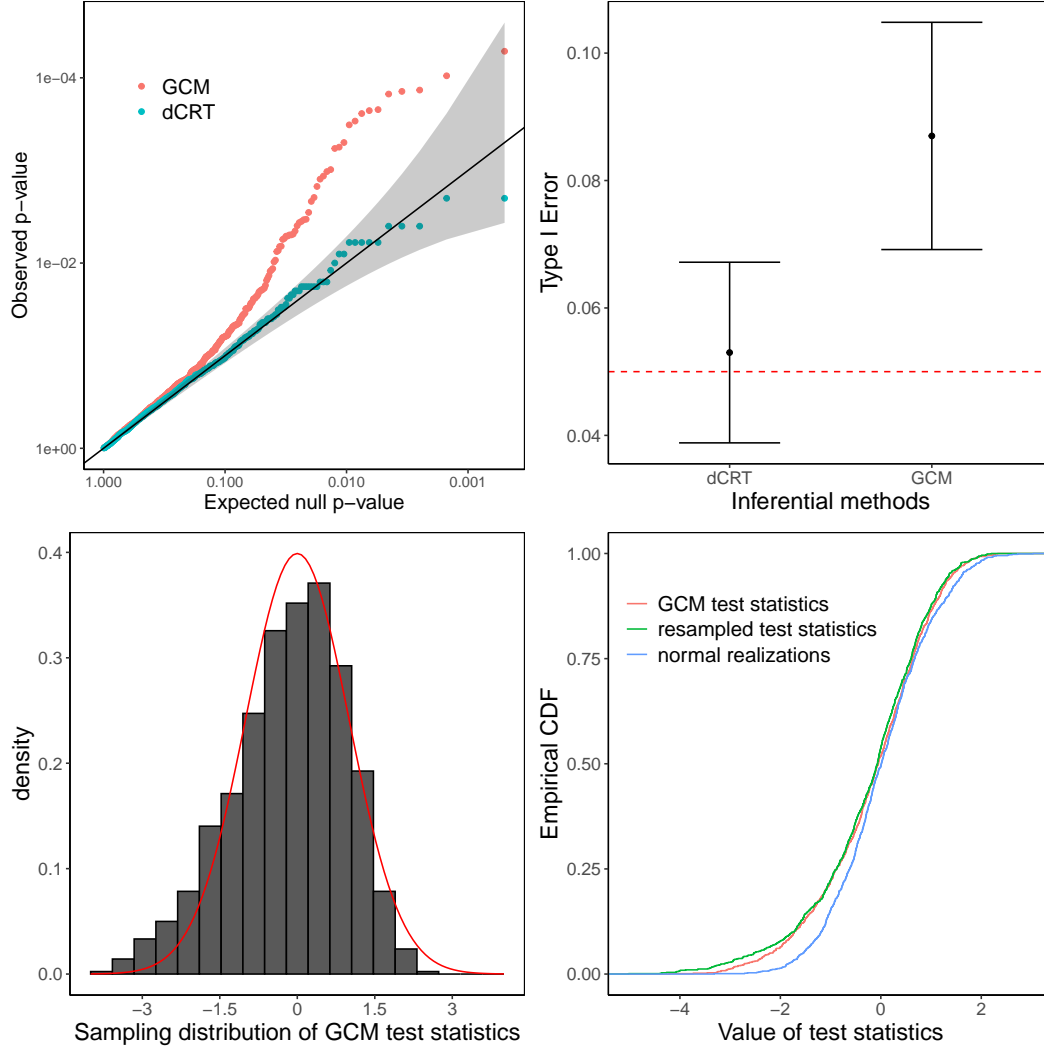 Observed p−value
1e−04
1e−02
1e+00
GCM
dCRT
1.000
0.100
0.010
0.001
Expected null p−value
Type I Error
0.10
0.08
0.06
0.04
dCRT
GCM
Inferential methods
density
0.4
0.3
0.2
0.1
0.0
−3
−1.5
0
1.5
3
Sampling distribution of GCM test statistics
Empirical CDF
1.00
0.75
0.50
0.25
0.00
GCM test statistics
resampled test statistics
normal realizations
−4
−2
0
2
Value of test statistics